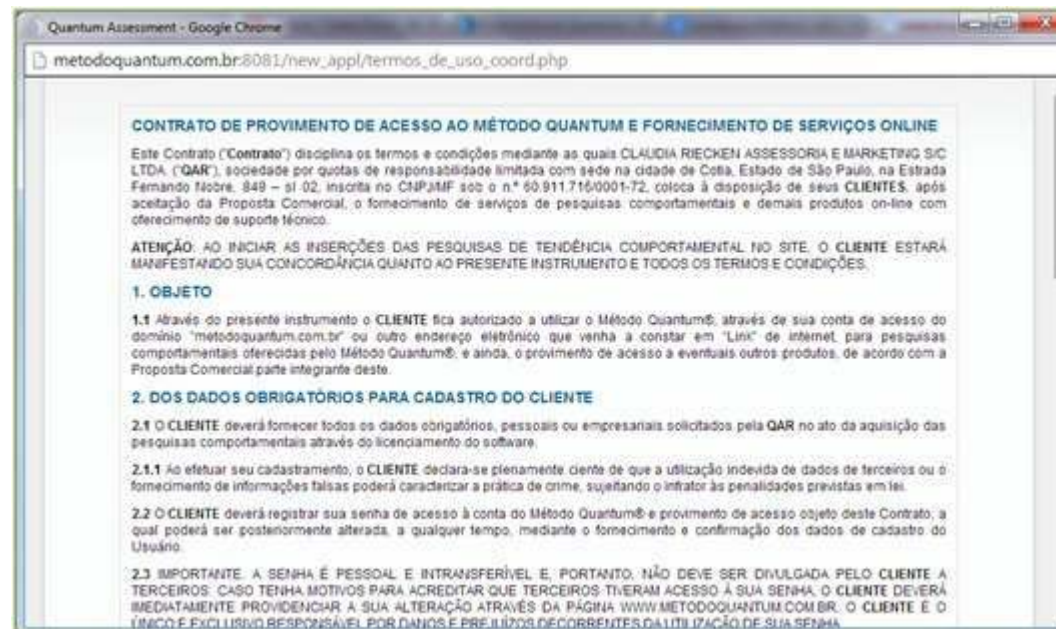 Quantum Assessment - Google Chrome
metodoquantum.com.br:8081/new_appl/termos_de_uso_coord.php
CONTRATO DE PROVIMENTO DE ACESSO AO MÉTODO QUANTUM E FORNECIMENTO DE SERVIÇOS ONLINE
Este Contrato ("Contrato") disciplina os termos e condições mediante as quais CLAUDIA RIECKEN ASSESSORIA E MARKETING S/C
LTDA. ("QAR"), sociedade por quotas de responsabilidade limitada com sede na cidade de Cotia, Estado de São Paulo, na Estrada
Fernando Nobre, 849 – sl 02, inscrita no CNPJ/MF sob o n.º 60.911.716/0001-72, coloca à disposição de seus CLIENTES, após
aceitação da Proposta Comercial, o fornecimento de serviços de pesquisas comportamentais e demais produtos on-line com
oferecimento de suporte técnico.
ATENÇÃO: AO INICIAR AS INSERÇÕES DAS PESQUISAS DE TENDÊNCIA COMPORTAMENTAL NO SITE, O CLIENTE ESTARÁ
MANIFESTANDO SUA CONCORDÂNCIA QUANTO AO PRESENTE INSTRUMENTO E TODOS OS TERMOS E CONDIÇÕES.
1. OBJETO
1.1 Através do presente instrumento o CLIENTE fica autorizado a utilizar o Método Quantum®, através de sua conta de acesso do
domínio "metodoquantum.com.br" ou outro endereço eletrônico que venha a constar em "Link" de internet, para pesquisas
comportamentais oferecidas pelo Método Quantum®; e ainda, o provimento de acesso a eventuais outros produtos, de acordo com a
Proposta Comercial parte integrante deste.
2. DOS DADOS OBRIGATÓRIOS PARA CADASTRO DO CLIENTE
2.1 O CLIENTE deverá fornecer todos os dados obrigatórios, pessoais ou empresariais solicitados pela QAR no ato da aquisição das
pesquisas comportamentais através do licenciamento do software.
2.1.1 Ao efetuar seu cadastramento, o CLIENTE declara-se plenamente ciente de que a utilização indevida de dados de terceiros ou o
fornecimento de informações falsas poderá caracterizar a prática de crime, sujeitando o infrator às penalidades previstas em lei.
2.2 O CLIENTE deverá registrar sua senha de acesso à conta do Método Quantum® e provimento de acesso objeto deste Contrato, a
qual poderá ser posteriormente alterada, a qualquer tempo, mediante o fornecimento e confirmação dos dados de cadastro do
Usuário.
2.3 IMPORTANTE: A SENHA É PESSOAL E INTRANSFERÍVEL E, PORTANTO, NÃO DEVE SER DIVULGADA PELO CLIENTE A
TERCEIROS. CASO TENHA MOTIVOS PARA ACREDITAR QUE TERCEIROS TIVERAM ACESSO À SUA SENHA, O CLIENTE DEVERÁ
IMEDIATAMENTE PROVIDENCIAR A SUA ALTERAÇÃO ATRAVÉS DA PÁGINA WWW.METODOQUANTUM.COM.BR. O CLIENTE É O
ÚNICO E EXCLUSIVO RESPONSÁVEL POR DANOS E PREJUÍZOS DECORRENTES DA UTILIZAÇÃO DE SUA SENHA